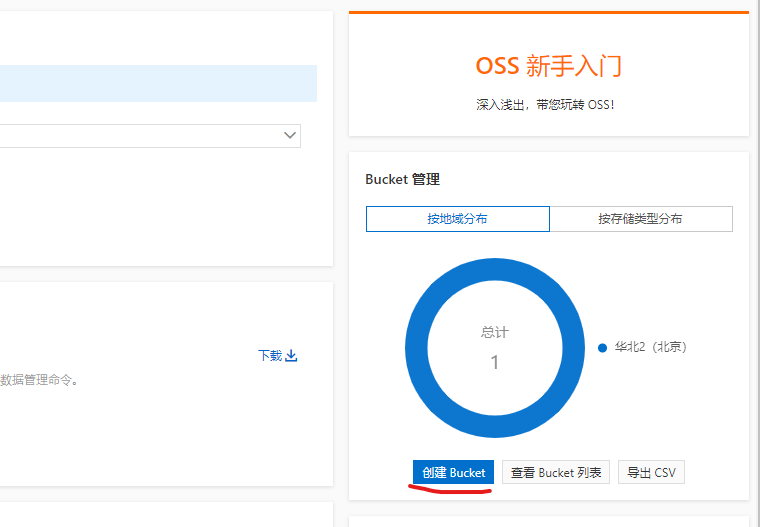 OSS 新手入门
深入浅出，带您玩转 OSS！
Bucket 管理
按地域分布
按存储类型分布
总计
1
华北2（北京）
下载
数据管理命令。
创建 Bucket
查看 Bucket 列表
导出 CSV